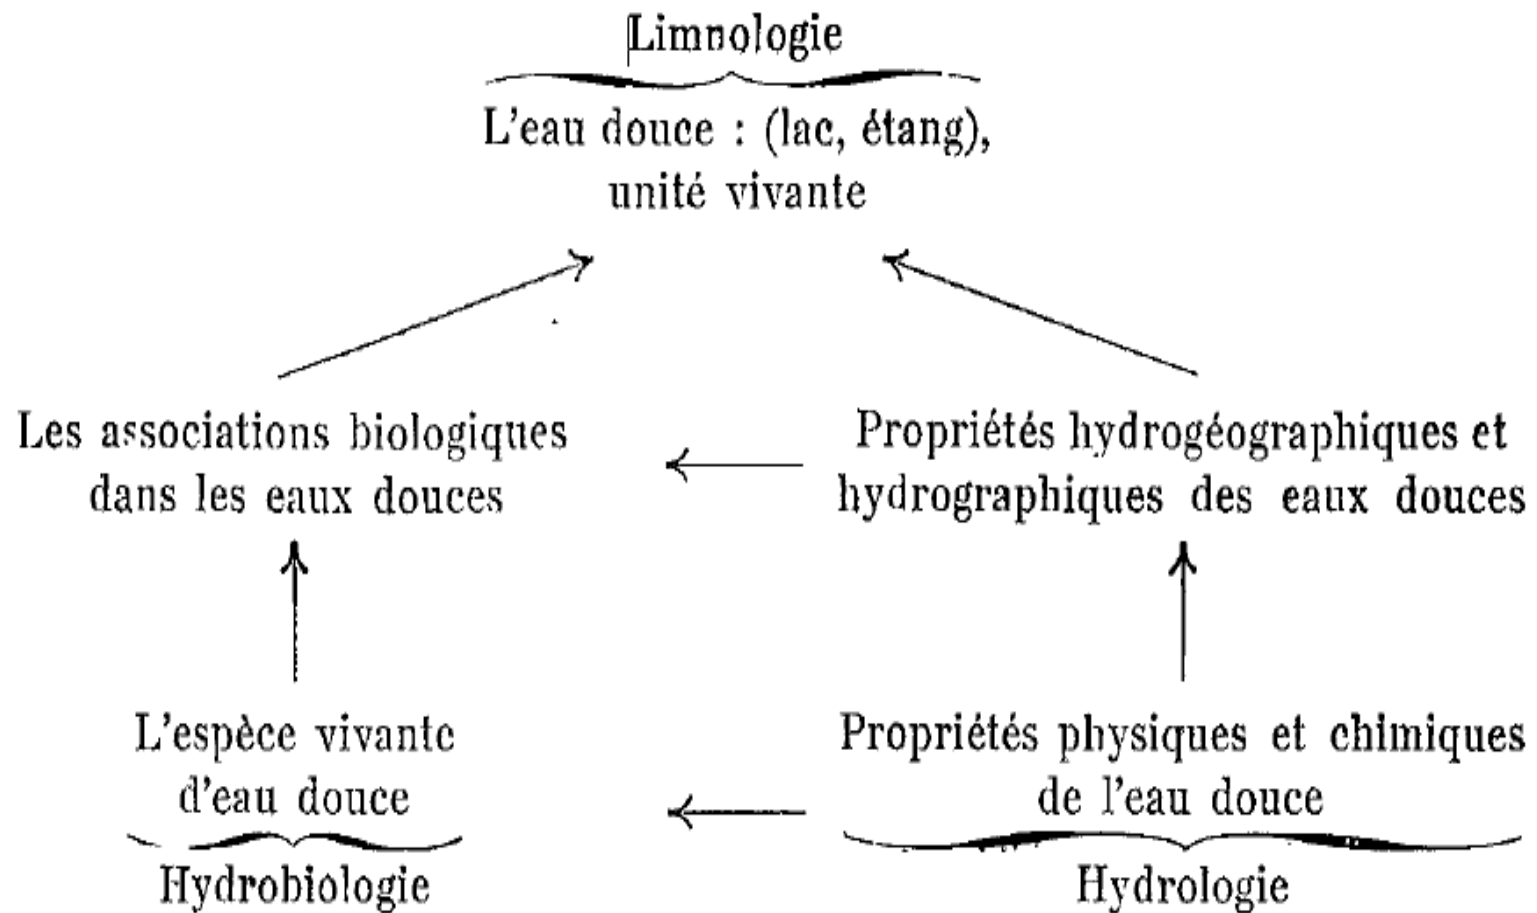 Limnologie
L'eau douce : (lac, étang),
unité vivante
Les associations biologiques
dans les eaux douces
Propriétés hydrogéographiques et
hydrographiques des eaux douces
L'espèce vivante
d'eau douce
Hydrobiologie
Propriétés physiques et chimiques
de l'eau douce
Hydrologie